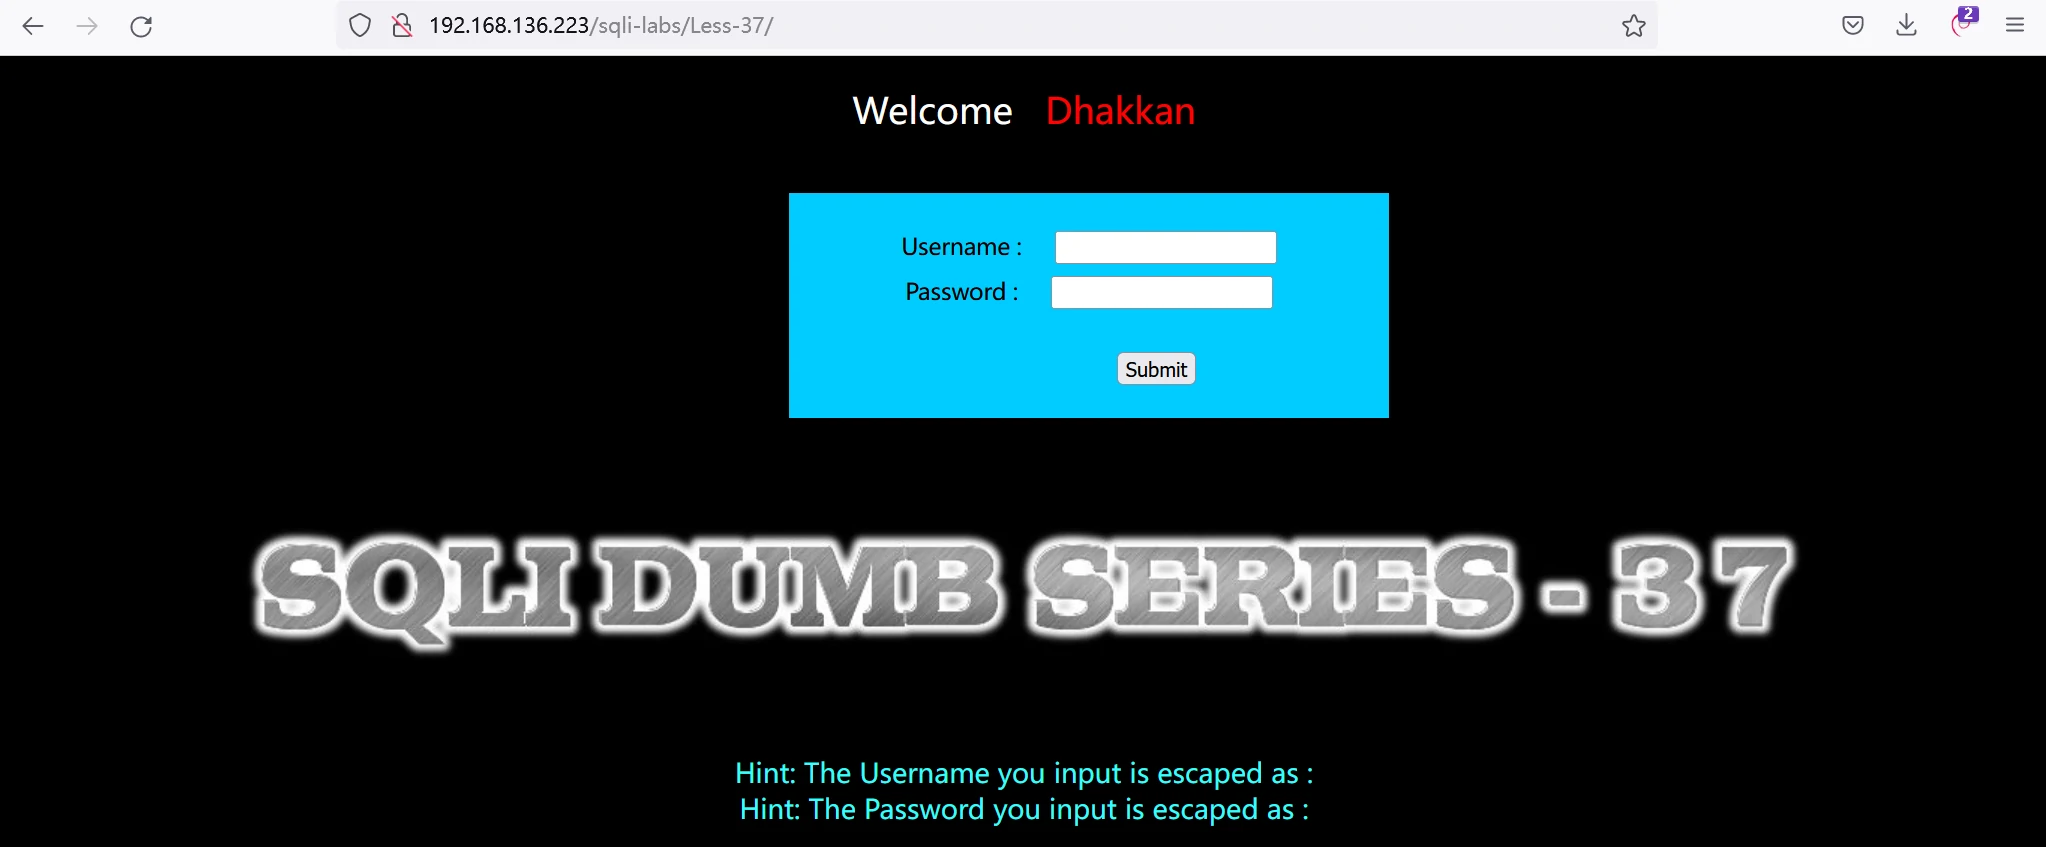 192.168.136.223/sqli-labs/Less-37/
2
Welcome Dhakkan
Username :
Password :
Submit
SQLI DUMB SERIES - 37
Hint: The Username you input is escaped as :
Hint: The Password you input is escaped as :